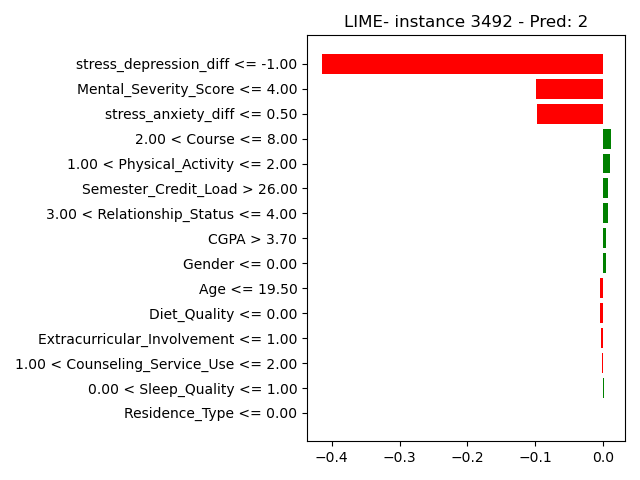 LIME- instance 3492 - Pred: 2
stress_depression_diff <= -1.00
Mental_Severity_Score <= 4.00
stress_anxiety_diff <= 0.50
2.00 < Course <= 8.00
1.00 < Physical_Activity <= 2.00
Semester_Credit_Load > 26.00
3.00 < Relationship_Status <= 4.00
CGPA > 3.70
Gender <= 0.00
Age <= 19.50
Diet_Quality <= 0.00
Extracurricular_Involvement <= 1.00
1.00 < Counseling_Service_Use <= 2.00
0.00 < Sleep_Quality <= 1.00
Residence_Type <= 0.00
−0.4 −0.3 −0.2 −0.1 0.0